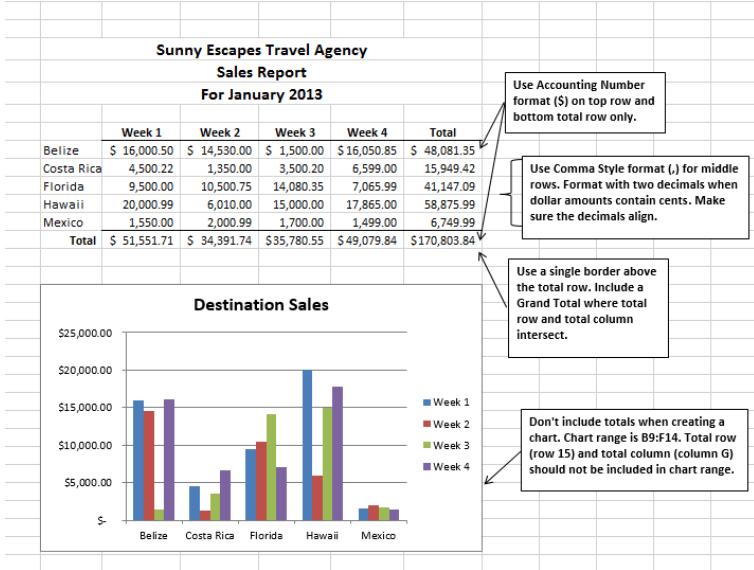 Sunny Escapes Travel Agency
Sales Report
For January 2013
Week 1 Week 2 Week 3 Week 4 Total
Belize $ 16,000.50 $ 14,530.00 $ 1,500.00 $16,050.85 $ 48,081.35
Costa Rica 4,500.22 1,350.00 3,500.20 6,599.00 15,949.42
Florida 9,500.00 10,500.75 14,080.35 7,065.99 41,147.09
Hawaii 20,000.99 6,010.00 15,000.00 17,865.00 58,875.99
Mexico 1,550.00 2,000.99 1,700.00 1,499.00 6,749.99
Total $ 51,551.71 $ 34,391.74 $35,780.55 $49,079.84 $170,803.84
Use Accounting Number
format ($) on top row and
bottom total row only.
Use Comma Style format (,) for middle
rows. Format with two decimals when
dollar amounts contain cents. Make
sure the decimals align.
Use a single border above
the total row. Include a
Grand Total where total
row and total column
intersect.
Destination Sales
$25,000.00
$20,000.00
$15,000.00
$10,000.00
$5,000.00
$-
Belize Costa Rica Florida Hawaii Mexico
Week 1
Week 2
Week 3
Week 4
Don't include totals when creating a
chart. Chart range is B9:F14. Total row
(row 15) and total column (column G)
should not be included in chart range.